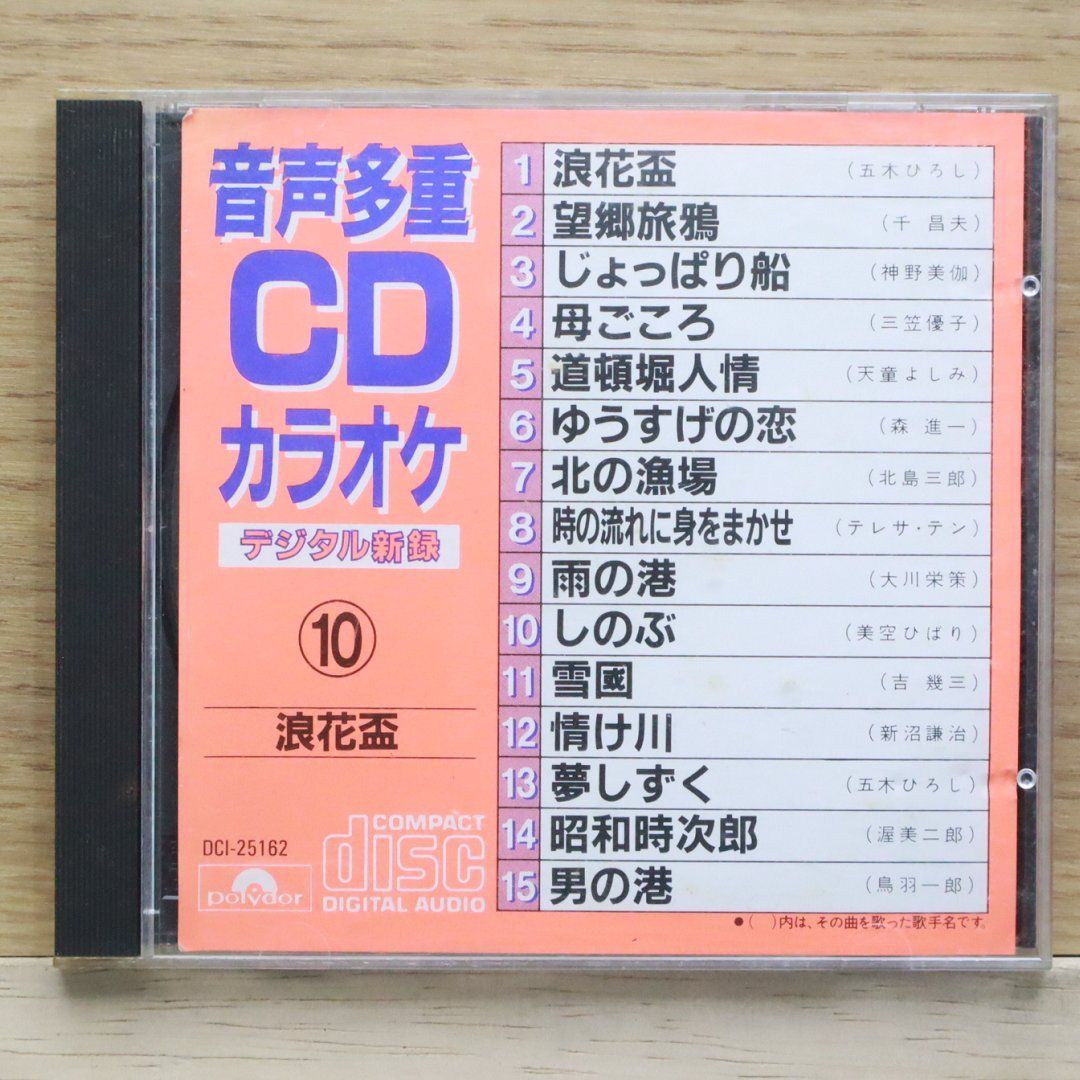 音声多重
CD
カラオケ
デジタル新録
⑩
浪花盃
DCI-25162
polydor
COMPACT
disc
DIGITAL AUDIO
1 浪花盃 (五木ひろし)
2 望郷旅鴉 (千 昌夫)
3 じょっぱり船 (神野美伽)
4 母ごころ (三笠優子)
5 道頓堀人情 (天童よしみ)
6 ゆうすげの恋 (森 進一)
7 北の漁場 (北島三郎)
8 時の流れに身をまかせ (テレサ・テン)
9 雨の港 (大川栄策)
10 しのぶ (美空ひばり)
11 雪國 (吉 幾三)
12 情け川 (新沼謙治)
13 夢しずく (五木ひろし)
14 昭和時次郎 (渥美二郎)
15 男の港 (鳥羽一郎)
●( )内は、その曲を歌った歌手名です。